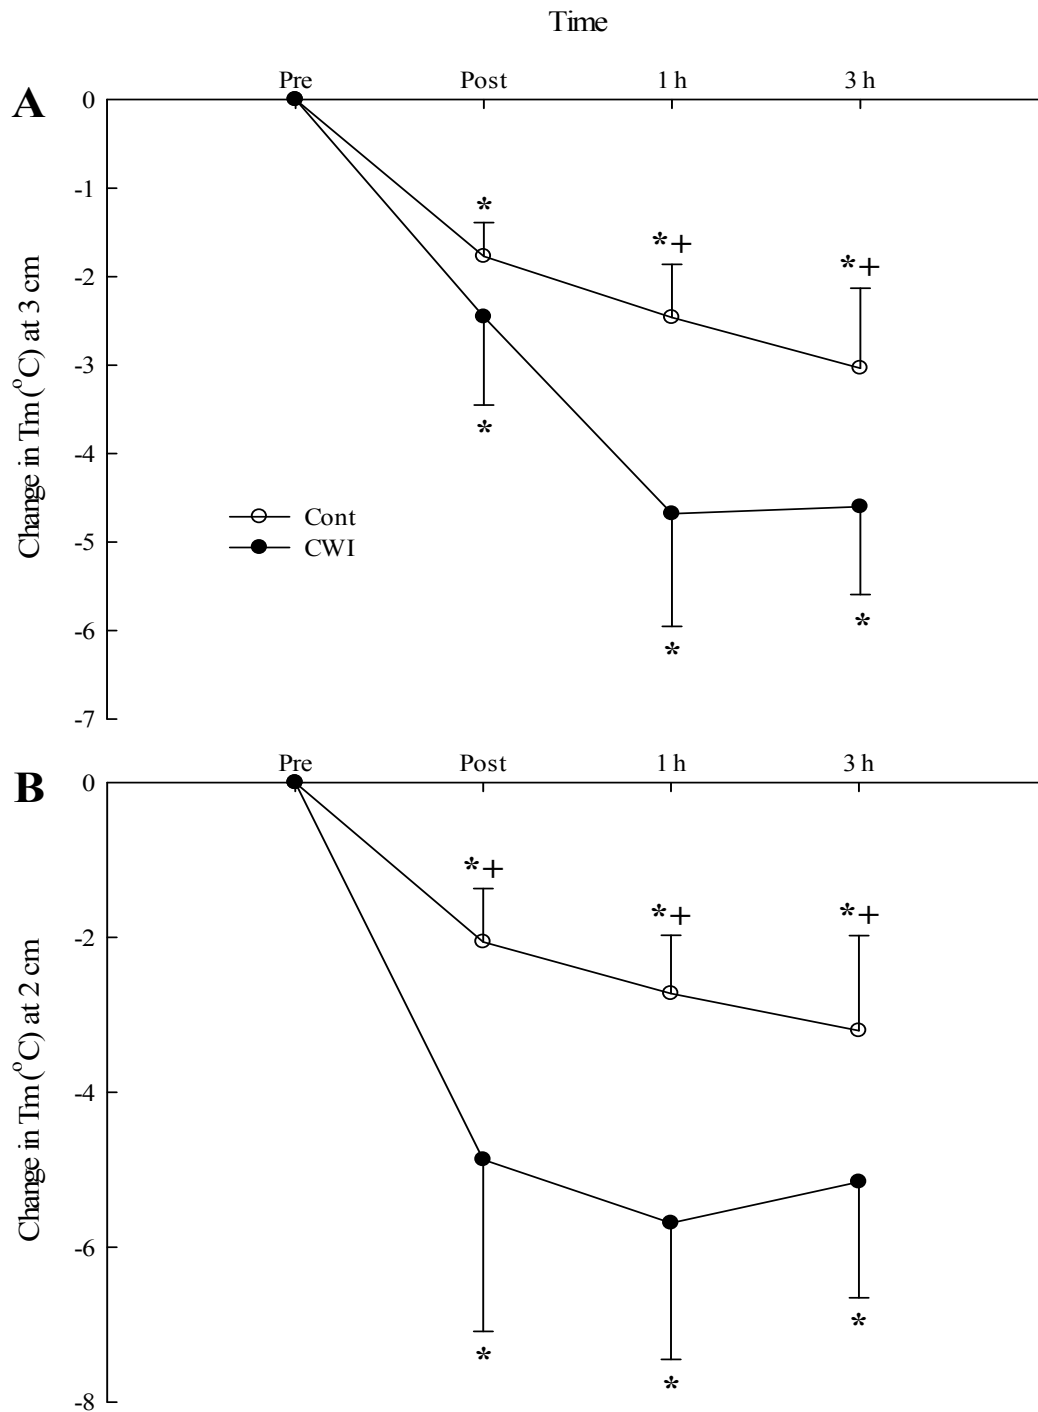 Time
Pre Post 1 h 3 h
A
0
-1
*
-2
*+
*+
-3
-4
*
Cont
-5
CWI
-6
*
*
-7
Change in Tm (°C) at 3 cm
Pre Post 1 h 3 h
B
0
*+
*+
*+
-2
-4
-6
*
*
*
-8
Change in Tm (°C) at 2 cm